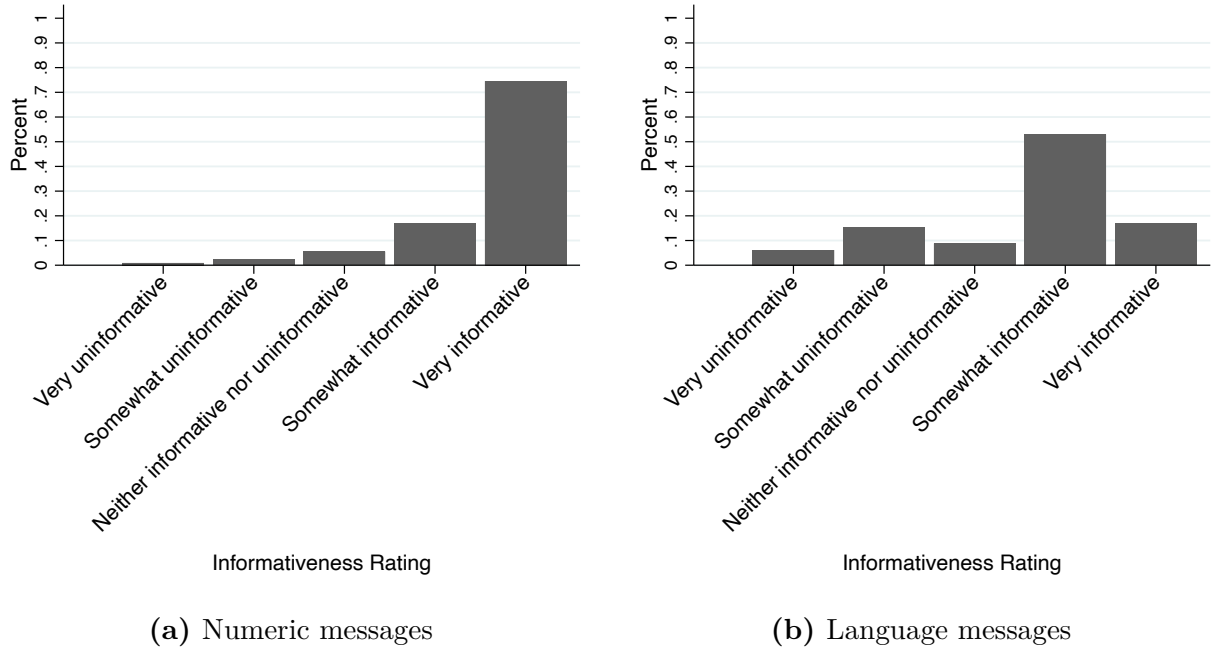 Percent
0 .1 .2 .3 .4 .5 .6 .7 .8 .9 1
Very uninformative
Somewhat uninformative
Neither informative nor uninformative
Somewhat informative
Very informative
Informativeness Rating
(a) Numeric messages
Percent
0 .1 .2 .3 .4 .5 .6 .7 .8 .9 1
Very uninformative
Somewhat uninformative
Neither informative nor uninformative
Somewhat informative
Very informative
Informativeness Rating
(b) Language messages